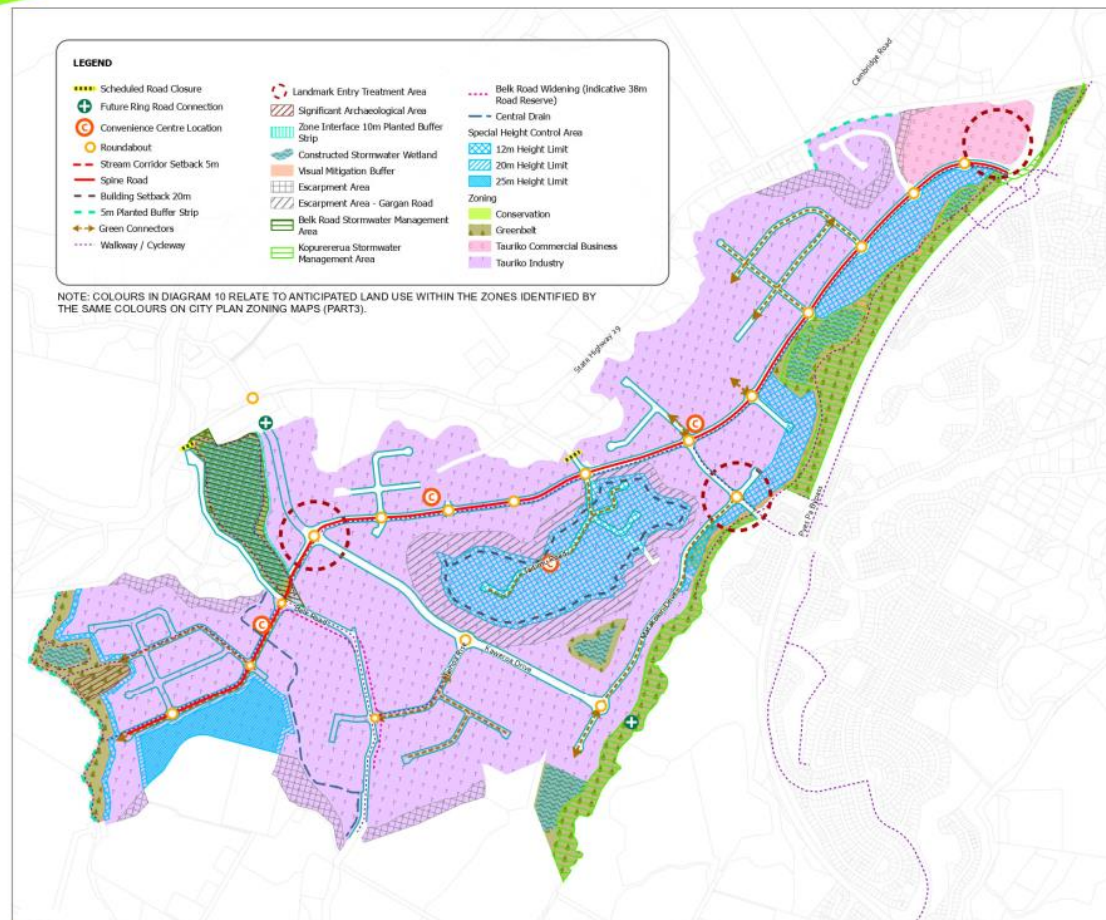 LEGEND
Scheduled Road Closure
Future Ring Road Connection
C
Convenience Centre Location
Roundabout
Stream Corridor Setback 5m
Spine Road
Building Setback 20m
5m Planted Buffer Strip
Green Connectors
Walkway / Cycleway
Landmark Entry Treatment Area
Significant Archaeological Area
Zone Interface 10m Planted Buffer
Strip
Constructed Stormwater Wetland
Visual Mitigation Buffer
Escarpment Area
Escarpment Area - Gargan Road
Belk Road Stormwater Management
Area
Kopurererua Stormwater
Management Area
Belk Road Widening (indicative 38m
Road Reserve)
Central Drain
Special Height Control Area
12m Height Limit
20m Height Limit
25m Height Limit
Zoning
Conservation
Greenbelt
Tauriko Commercial Business
Tauriko Industry
NOTE: COLOURS IN DIAGRAM 10 RELATE TO ANTICIPATED LAND USE WITHIN THE ZONES IDENTIFIED BY
THE SAME COLOURS ON CITY PLAN ZONING MAPS (PART3).
Cambridge Road
State Highway 29
C
C
C
C
Pyes Pa Bypass
Kaweroa Drive